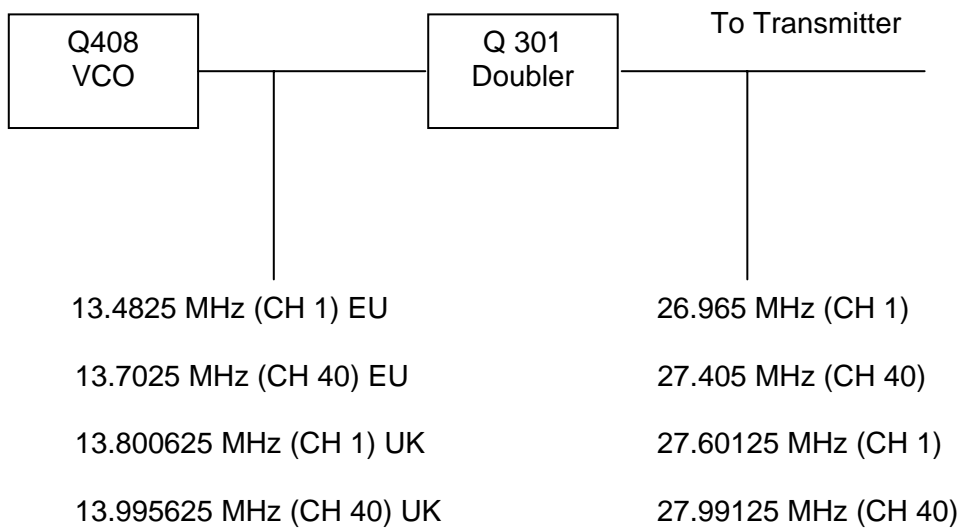 Q408
VCO
Q 301
Doubler
To Transmitter
13.4825 MHz (CH 1) EU
26.965 MHz (CH 1)
13.7025 MHz (CH 40) EU
27.405 MHz (CH 40)
13.800625 MHz (CH 1) UK
27.60125 MHz (CH 1)
13.995625 MHz (CH 40) UK
27.99125 MHz (CH 40)